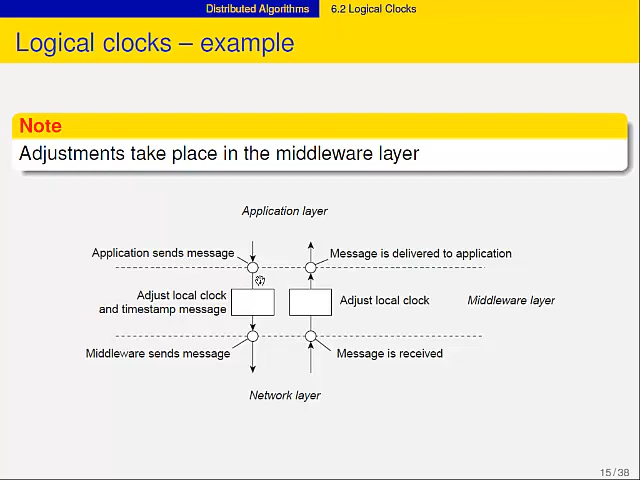 Distributed Algorithms 6.2 Logical Clocks
Logical clocks – example
Note
Adjustments take place in the middleware layer
Application layer
Application sends message
Message is delivered to application
Adjust local clock
and timestamp message
Adjust local clock
Middleware layer
Middleware sends message
Message is received
Network layer
15 / 38